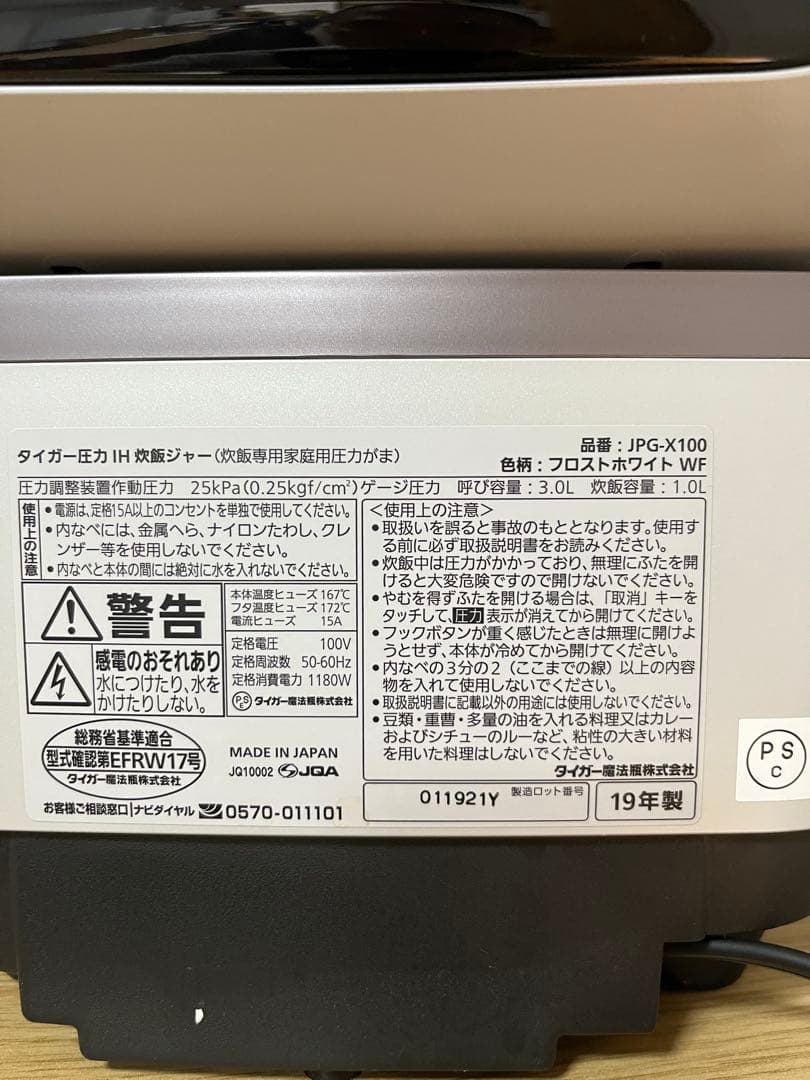 タイガー圧力IH炊飯ジャー(炊飯専用家庭用圧力がま)
品番:JPG-X100
色柄:フロストホワイト WF
圧力調整装置作動圧力 25kPa(0.25kgf/cm²)ゲージ圧力 呼び容量:3.0L 炊飯容量:1.0L
使用上の注意
•電源は、定格15A以上のコンセントを単独で使用してください。
•内なべには、金属へら、ナイロンたわし、クレ
ンザー等を使用しないでください。
•内なべと本体の間には絶対に水を入れないでください。
警告
感電のおそれあり
水につけたり、水を
かけたりしない。
本体温度ヒューズ 167℃
フタ温度ヒューズ 172℃
電流ヒューズ 15A
定格電圧 100V
定格周波数 50-60Hz
定格消費電力 1180W
PSE タイガー魔法瓶株式会社
総務省基準適合
型式確認第EFRW17号
タイガー魔法瓶株式会社
MADE IN JAPAN
JQ10002 JQA
お客様ご相談窓口 ナビダイヤル 0570-011101
<使用上の注意>
•取扱いを誤ると事故のもととなります。使用す
る前に必ず取扱説明書をお読みください。
•炊飯中は圧力がかかっており、無理にふたを開
けると大変危険ですので開けないでください。
•やむを得ずふたを開ける場合は、「取消」キーを
タッチして、圧力表示が消えてから開けてください。
•フックボタンが重く感じたときは無理に開けよ
うとせず、本体が冷めてから開けてください。
•内なべの3分の2(ここまでの線)以上の内容
物を入れて使用しないでください。
•取扱説明書に記載以外の用途には使用しないでください。
•豆類・重曹・多量の油を入れる料理又はカレー
およびシチューのルーなど、粘性の大きい材料
を用いた料理はしないでください。
タイガー魔法瓶株式会社
011921Y 製造ロット番号
19年製
PSC